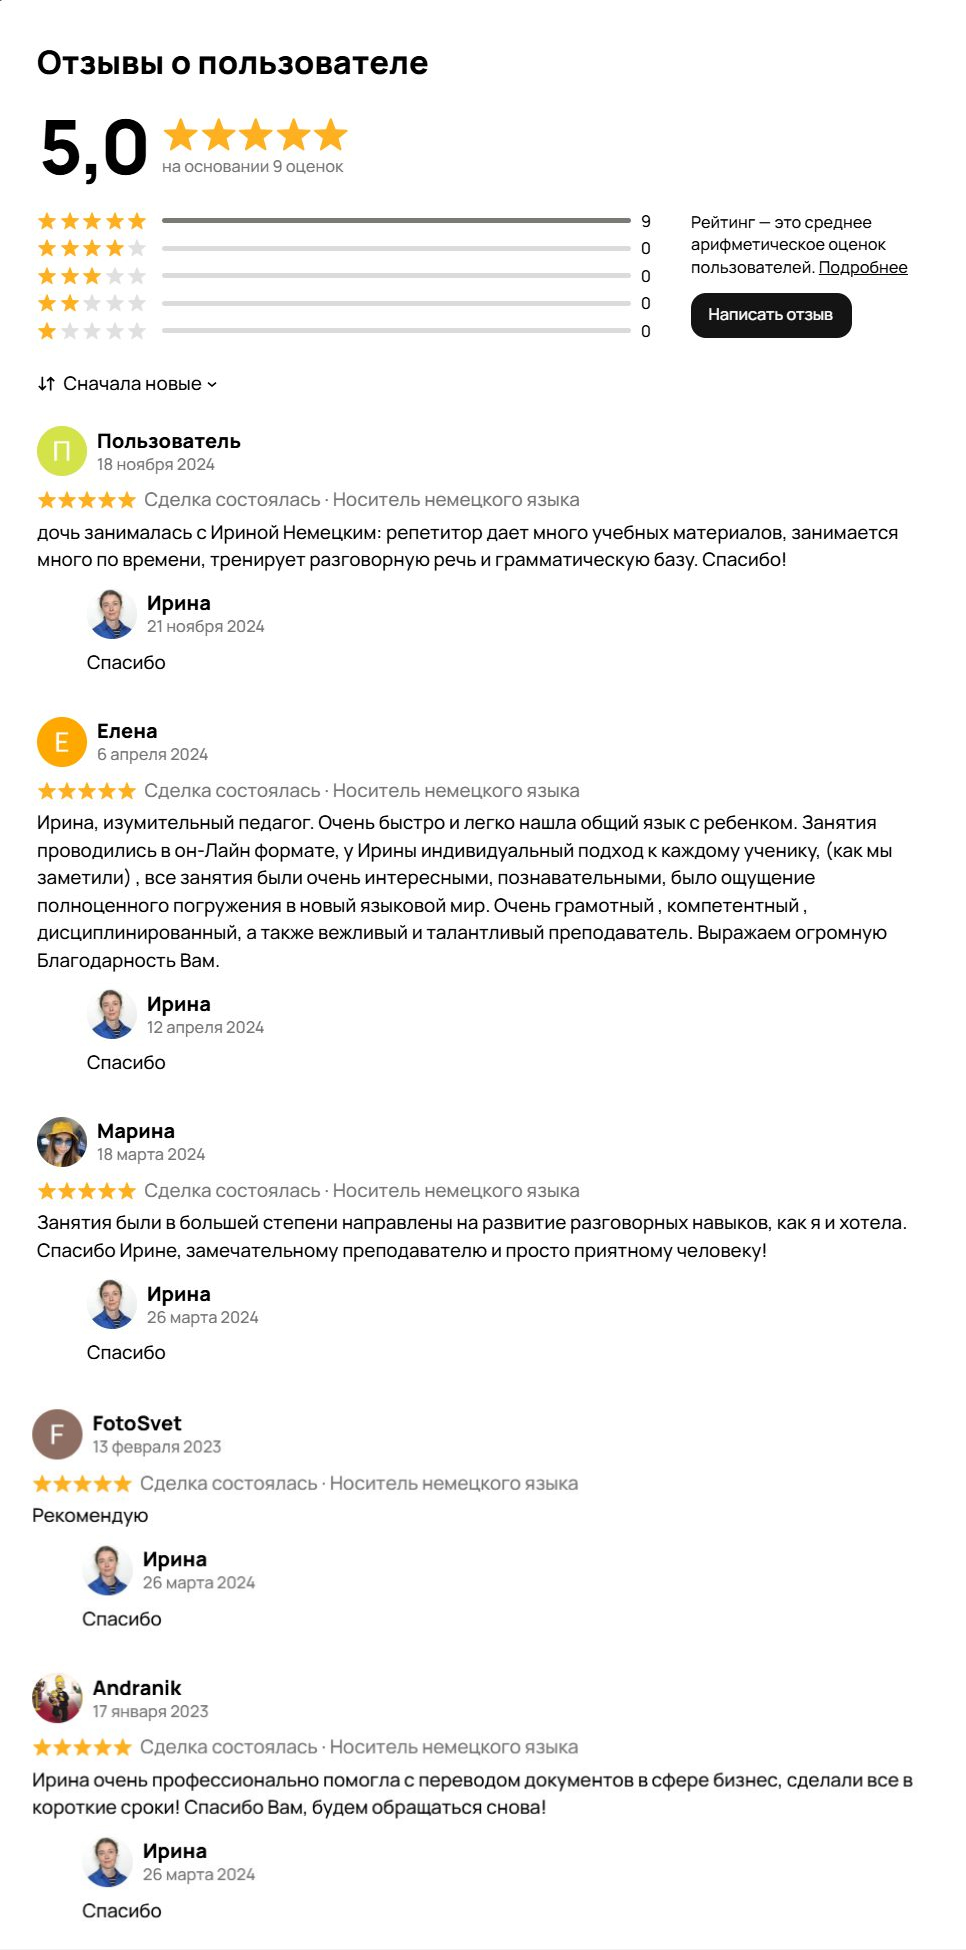 Отзывы о пользователе
5,0
на основании 9 оценок
9
0
0
0
0
Рейтинг — это среднее
арифметическое оценок
пользователей. Подробнее
Написать отзыв
Сначала новые
П
Пользователь
18 ноября 2024
Сделка состоялась · Носитель немецкого языка
дочь занималась с Ириной Немецким: репетитор дает много учебных материалов, занимается
много по времени, тренирует разговорную речь и грамматическую базу. Спасибо!
Ирина
21 ноября 2024
Спасибо
Е
Елена
6 апреля 2024
Сделка состоялась · Носитель немецкого языка
Ирина, изумительный педагог. Очень быстро и легко нашла общий язык с ребенком. Занятия
проводились в он-Лайн формате, у Ирины индивидуальный подход к каждому ученику, (как мы
заметили) , все занятия были очень интересными, познавательными, было ощущение
полноценного погружения в новый языковой мир. Очень грамотный , компетентный ,
дисциплинированный, а также вежливый и талантливый преподаватель. Выражаем огромную
Благодарность Вам.
Ирина
12 апреля 2024
Спасибо
Марина
18 марта 2024
Сделка состоялась · Носитель немецкого языка
Занятия были в большей степени направлены на развитие разговорных навыков, как я и хотела.
Спасибо Ирине, замечательному преподавателю и просто приятному человеку!
Ирина
26 марта 2024
Спасибо
F
FotoSvet
13 февраля 2023
Сделка состоялась · Носитель немецкого языка
Рекомендую
Ирина
26 марта 2024
Спасибо
Andranik
17 января 2023
Сделка состоялась · Носитель немецкого языка
Ирина очень профессионально помогла с переводом документов в сфере бизнес, сделали все в
короткие сроки! Спасибо Вам, будем обращаться снова!
Ирина
26 марта 2024
Спасибо